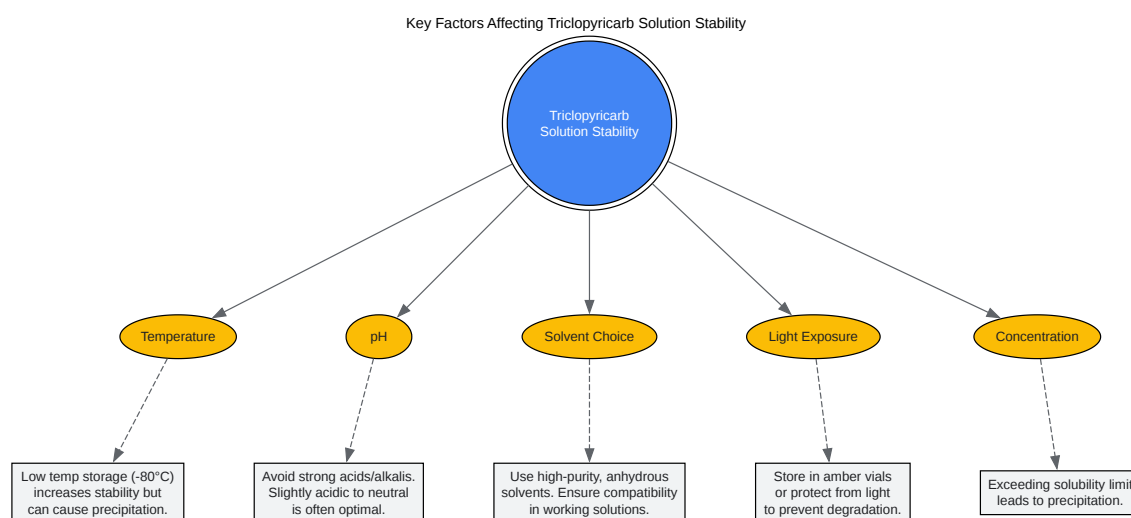 Key Factors Affecting Triclopyricarb Solution Stability
Triclopyricarb
Solution Stability
Temperature
pH
Solvent Choice
Light Exposure
Concentration
Low temp storage (-80°C)
increases stability but
can cause precipitation.
Avoid strong acids/alkalis.
Slightly acidic to neutral
is often optimal.
Use high-purity, anhydrous
solvents. Ensure compatibility
in working solutions.
Store in amber vials
or protect from light
to prevent degradation.
Exceeding solubility limit
leads to precipitation.